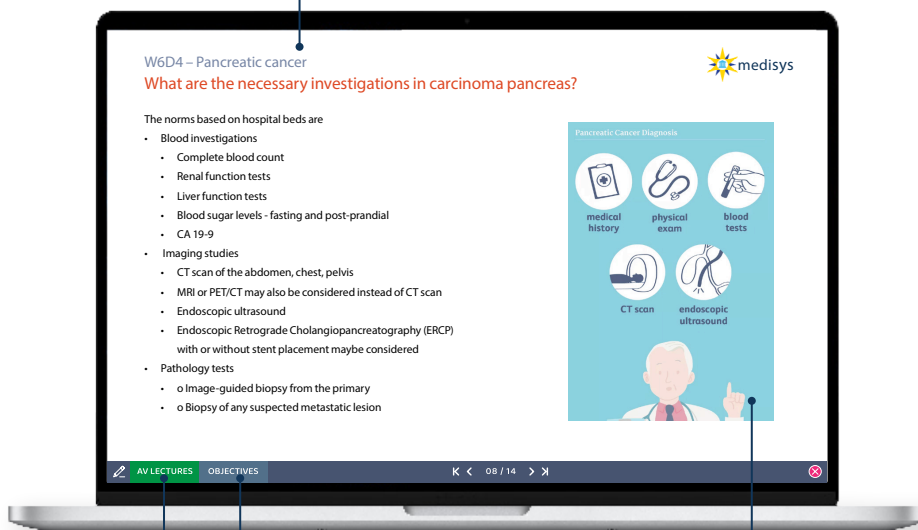 W6D4 – Pancreatic cancer
What are the necessary investigations in carcinoma pancreas?
medisys
The norms based on hospital beds are
• Blood investigations
• Complete blood count
• Renal function tests
• Liver function tests
• Blood sugar levels - fasting and post-prandial
• CA 19-9
• Imaging studies
• CT scan of the abdomen, chest, pelvis
• MRI or PET/CT may also be considered instead of CT scan
• Endoscopic ultrasound
• Endoscopic Retrograde Cholangiopancreatography (ERCP)
with or without stent placement maybe considered
• Pathology tests
• o Image-guided biopsy from the primary
• o Biopsy of any suspected metastatic lesion
Pancreatic Cancer Diagnosis
medical
history
physical
exam
blood
tests
CT scan
endoscopic
ultrasound
AV LECTURES
OBJECTIVES
08 / 14